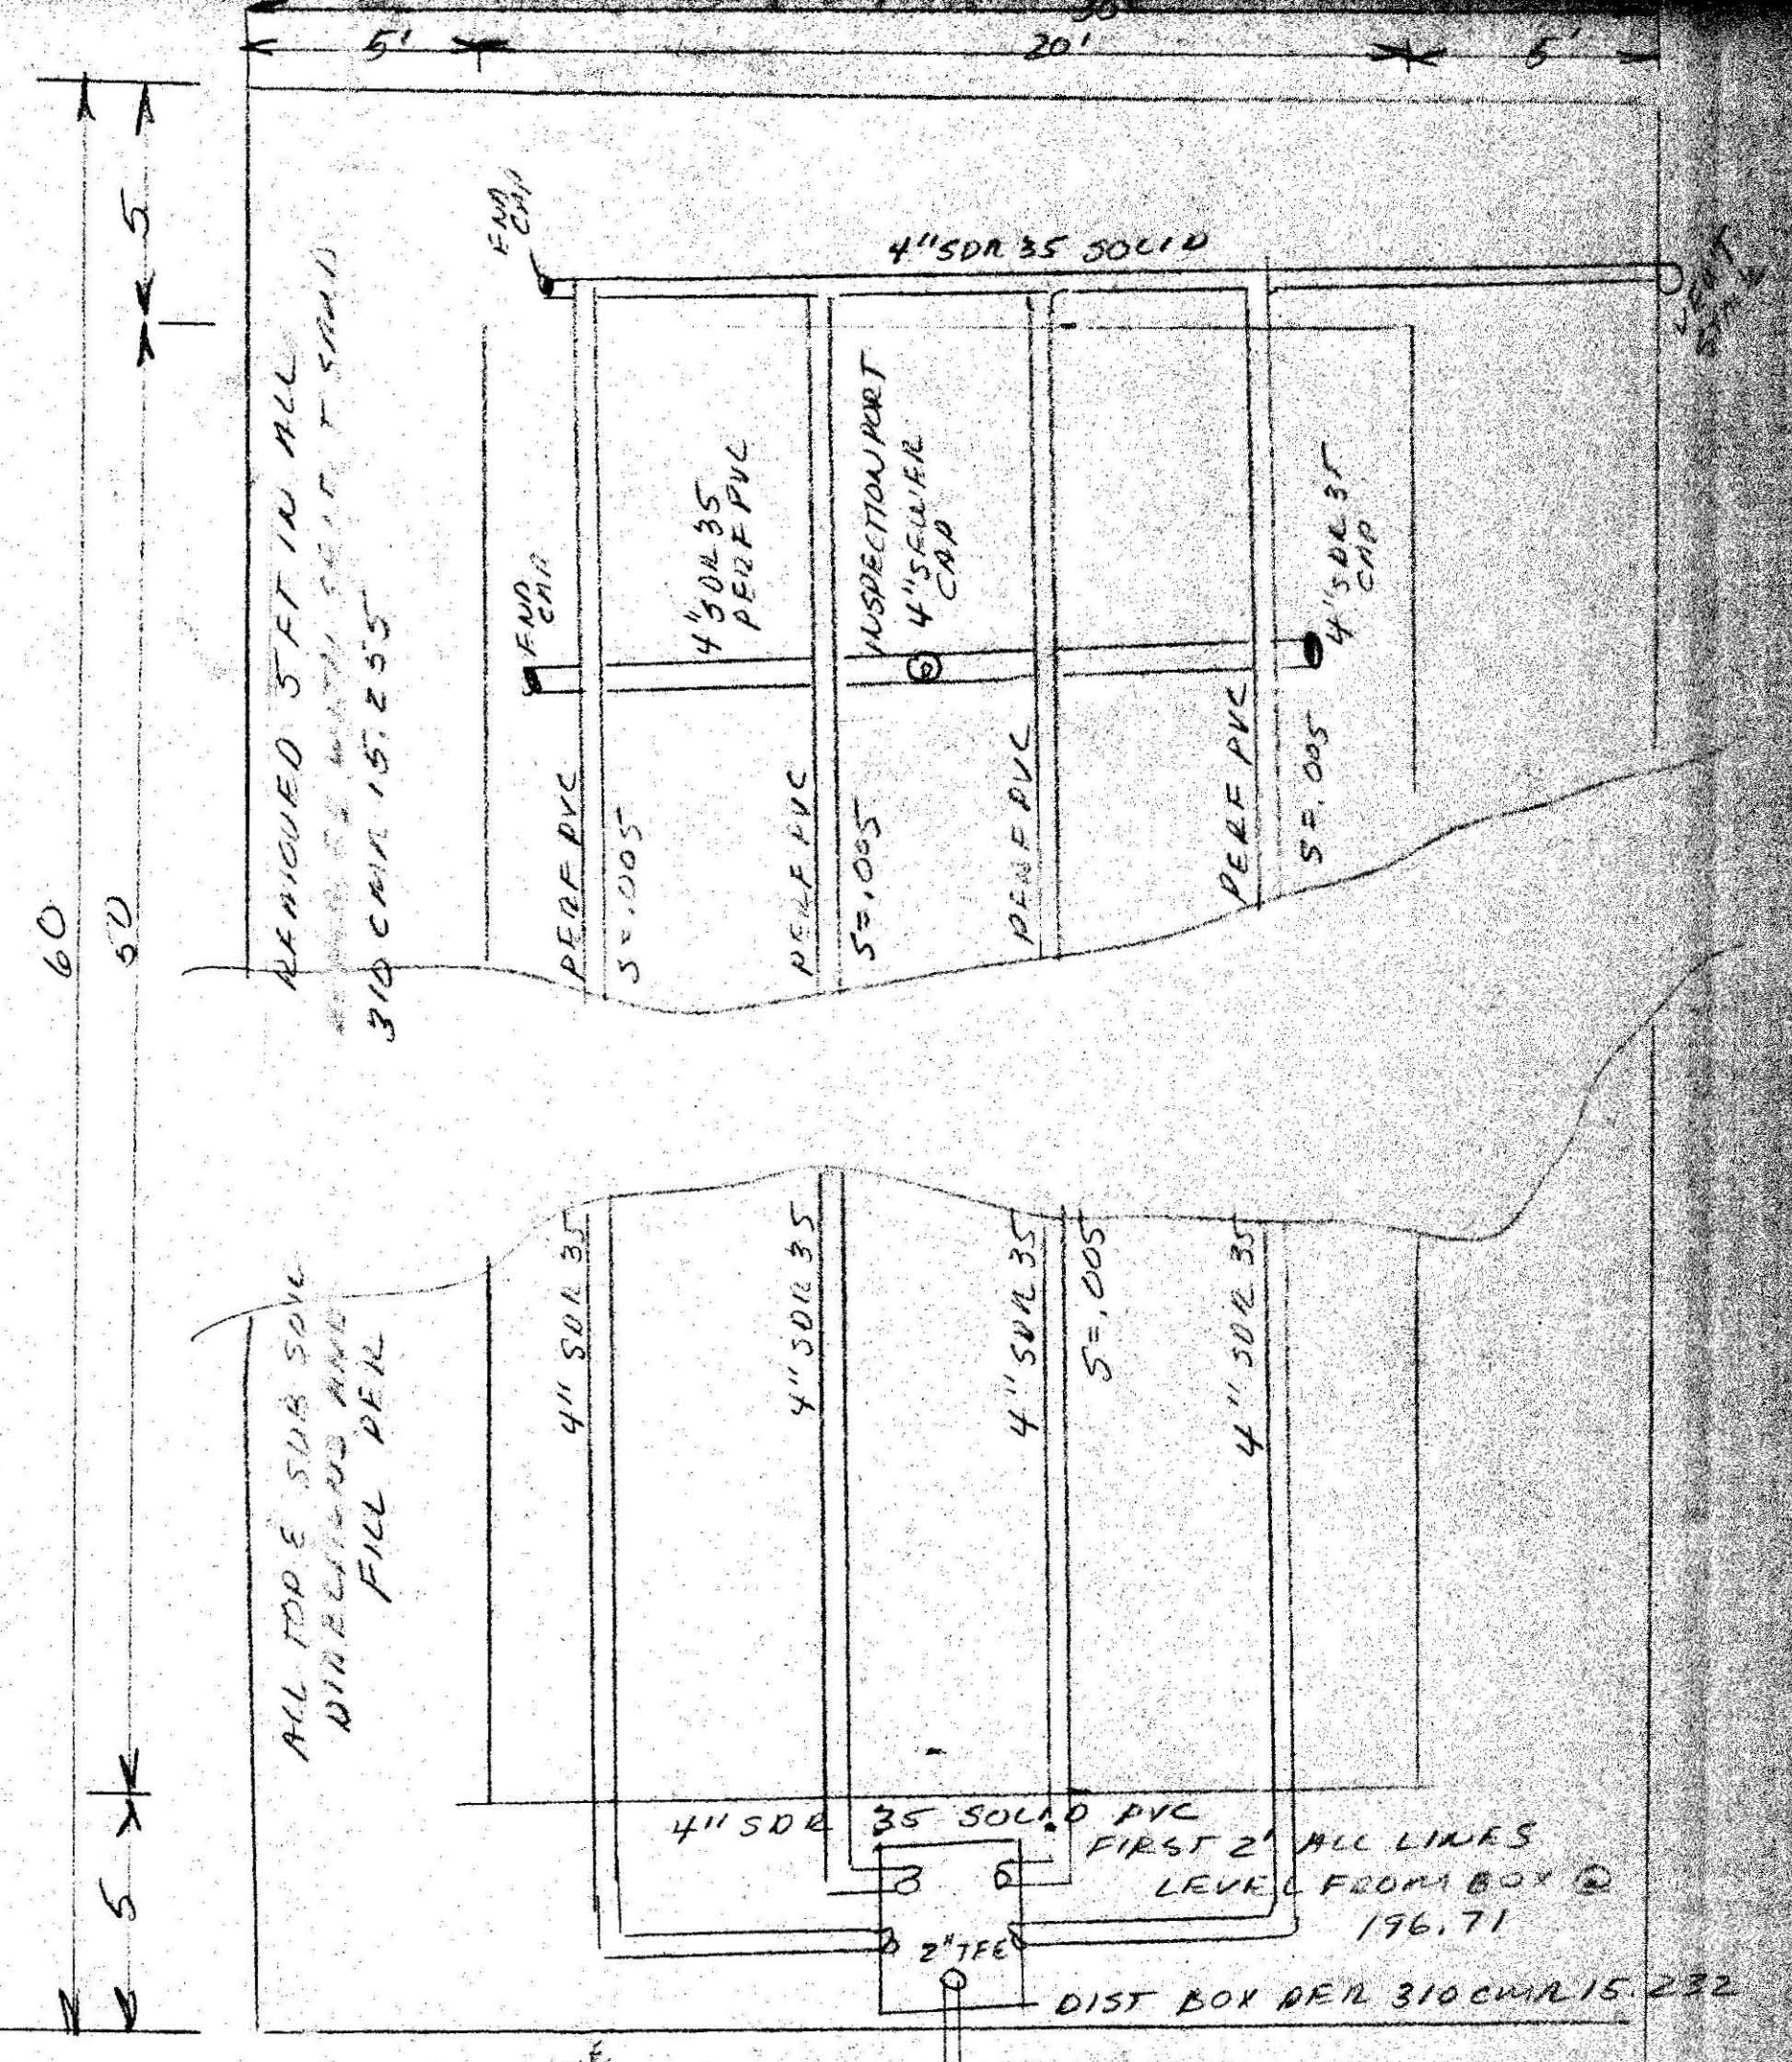 30'
5'
20'
5'
5
60
50
5
END
CAP
4" SDR 35 SOLID
VENT
REMOVED 5 FT IN ALL
310 CMR 15.255
END
CAP
4" SDR 35
PERF PVC
INSPECTION PORT
4" SEWER
CAP
4" SDR 35
CAP
PERF PVC
S=.005
PERF PVC
S=.005
PERF PVC
PERF PVC
S=.005
ALL TOP & SUB SOIL
FILL PER
4" SDR 35
4" SDR 35
4" SDR 35
S=.005
4" SDR 35
4" SDR 35 SOLID PVC
FIRST 2' ALL LINES
LEVEL FROM BOX @
196.71
2" TEE
DIST BOX PER 310 CMR 15.232